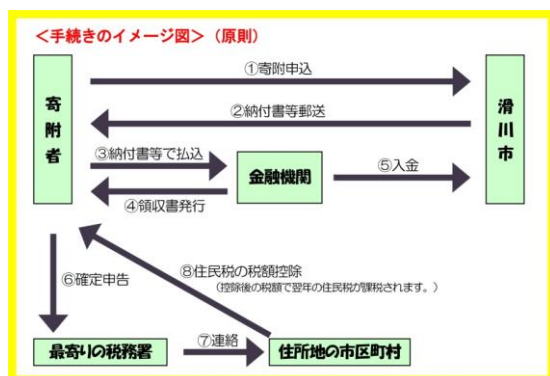 ＜手続きのイメージ図＞（原則）
①寄附申込
寄附者
滑川市
②納付書等郵送
③納付書等で払込
金融機関
⑤入金
④領収書発行
⑥確定申告
⑧住民税の税額控除
（控除後の税額で翌年の住民税が課税されます。）
最寄りの税務署
⑦連絡
住所地の市区町村